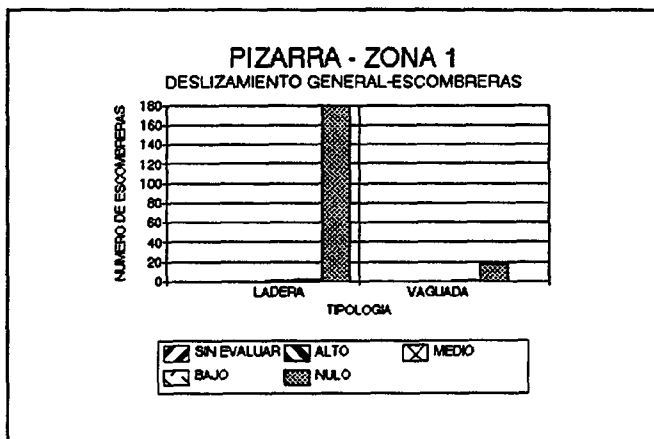 PIZARRA - ZONA 1
DESLIZAMIENTO GENERAL-ESCOMBRERAS
NUMERO DE ESCOMBRERAS
180
160
140
120
100
80
60
40
20
0
LADERA VAGUADA
TIPOLOGIA
SIN EVALUAR ALTO MEDIO
BAJO NULO